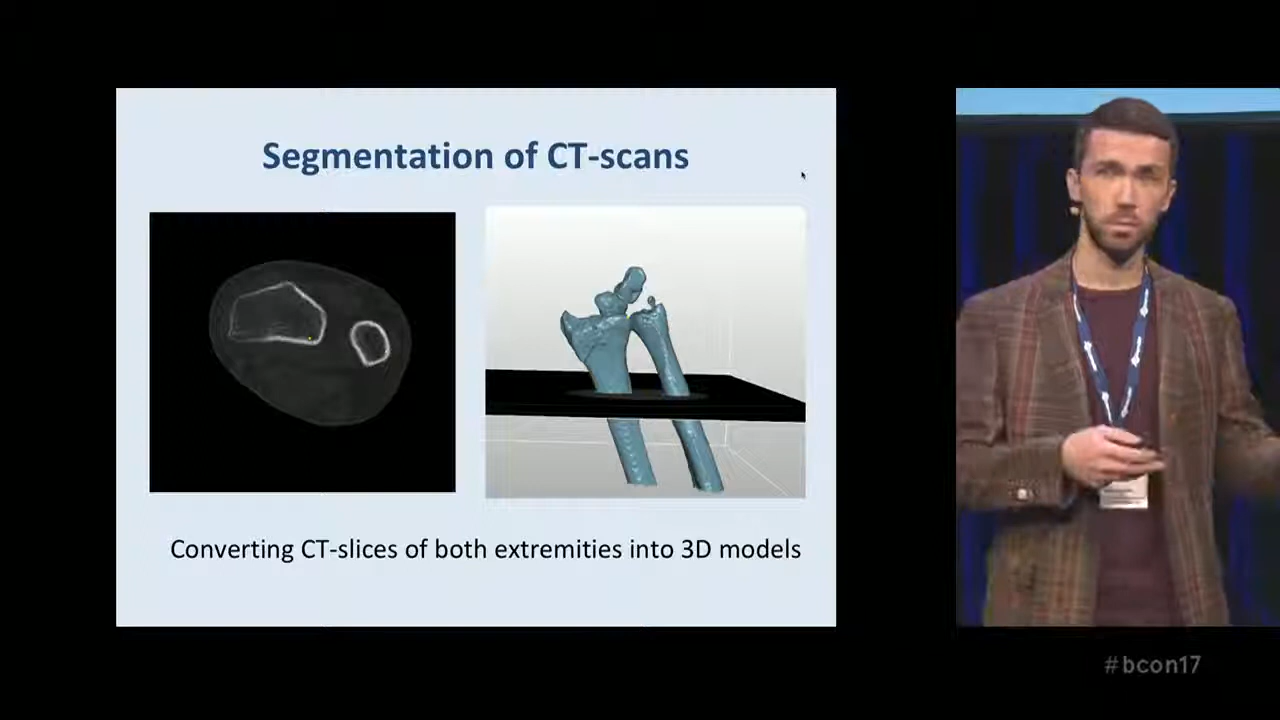 Segmentation of CT-scans
Converting CT-slices of both extremities into 3D models
#bcon17